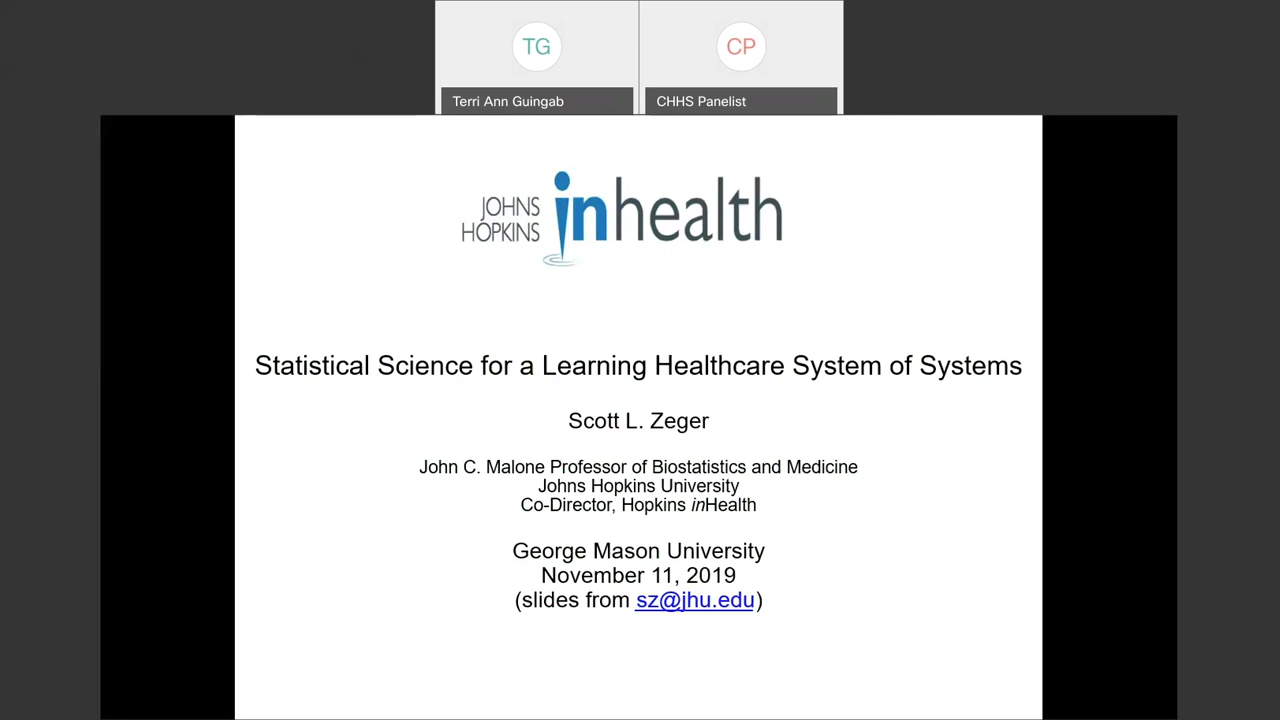 TG
CP
Terri Ann Guingab
CHHS Panelist
JOHNS
HOPKINS
inhealth
Statistical Science for a Learning Healthcare System of Systems
Scott L. Zeger
John C. Malone Professor of Biostatistics and Medicine
Johns Hopkins University
Co-Director, Hopkins inHealth
George Mason University
November 11, 2019
(slides from sz@jhu.edu)